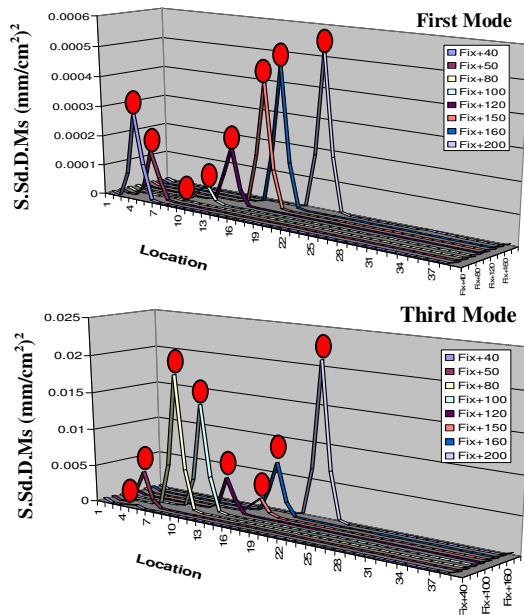 First Mode
S.Sd.D.Ms (mm/cm)²
0.0006
0.0005
0.0004
0.0003
0.0002
0.0001
0
Fix+40
Fix+50
Fix+80
Fix+100
Fix+120
Fix+150
Fix+160
Fix+200
1
4
7
10
13
16
19
22
25
28
31
34
37
Location
Fix+40
Fix+80
Fix+120
Fix+160
Third Mode
S.Sd.D.Ms (mm/cm)²
0.025
0.02
0.015
0.01
0.005
0
Fix+40
Fix+50
Fix+80
Fix+100
Fix+120
Fix+150
Fix+160
Fix+200
1
4
7
10
13
16
19
22
25
28
31
34
37
Location
Fix+40
Fix+100
Fix+160